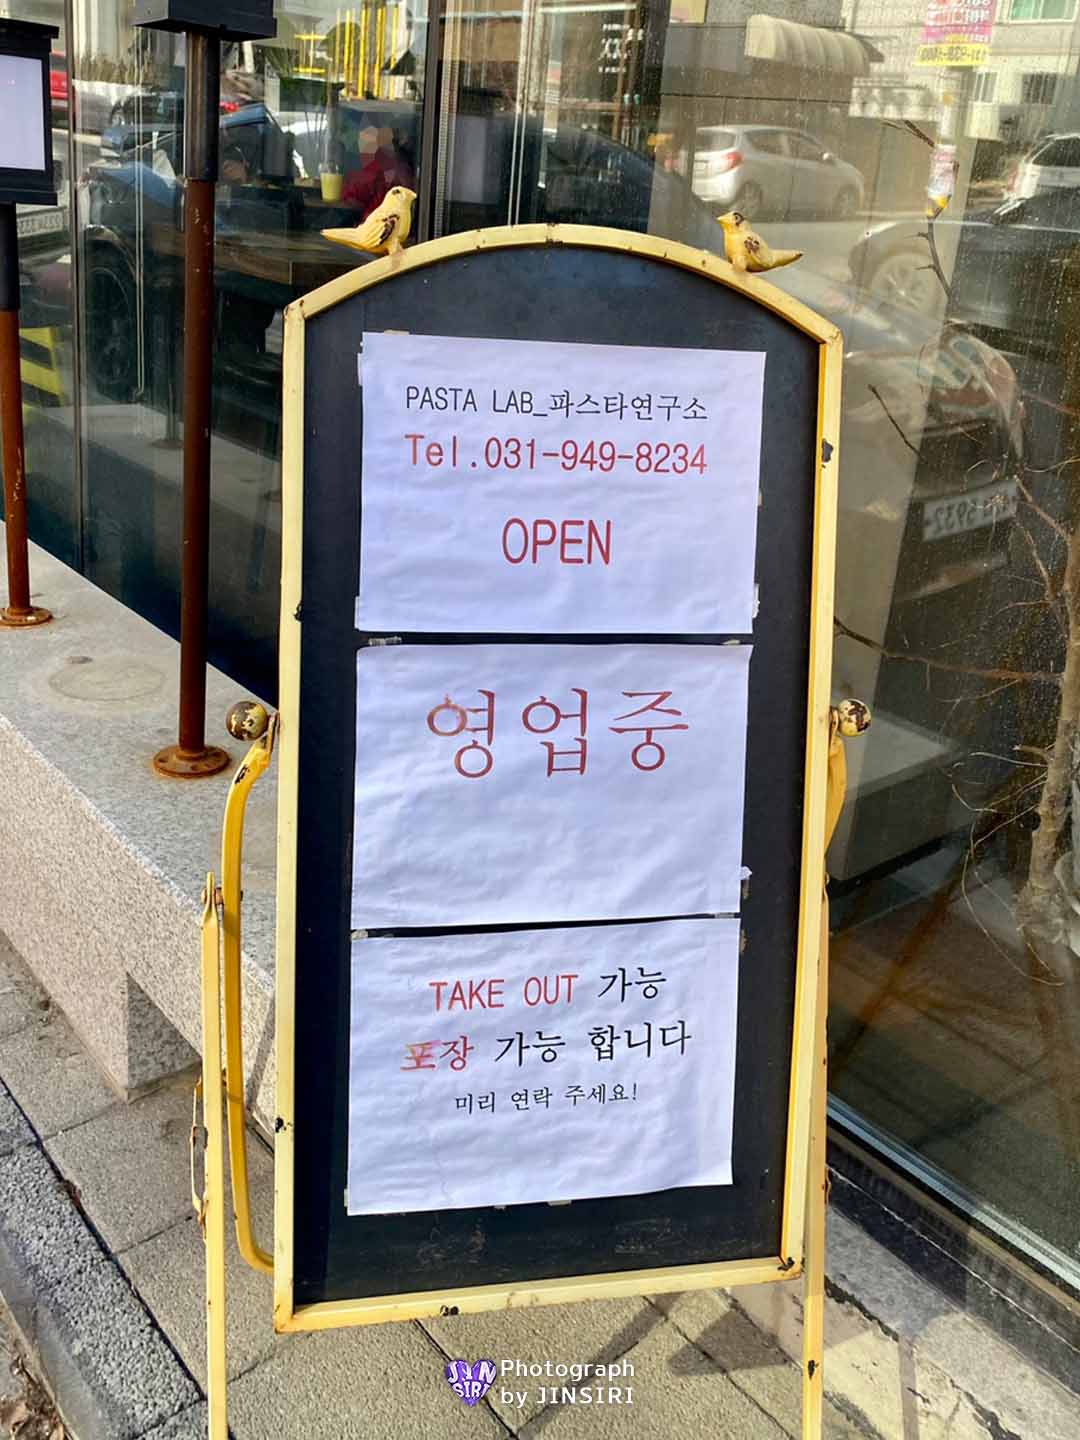 PASTA LAB_파스타연구소
Tel.031-949-8234
OPEN
영업중
TAKE OUT 가능
포장 가능 합니다
미리 연락 주세요!
JIN
SIRI
Photograph
by JINSIRI